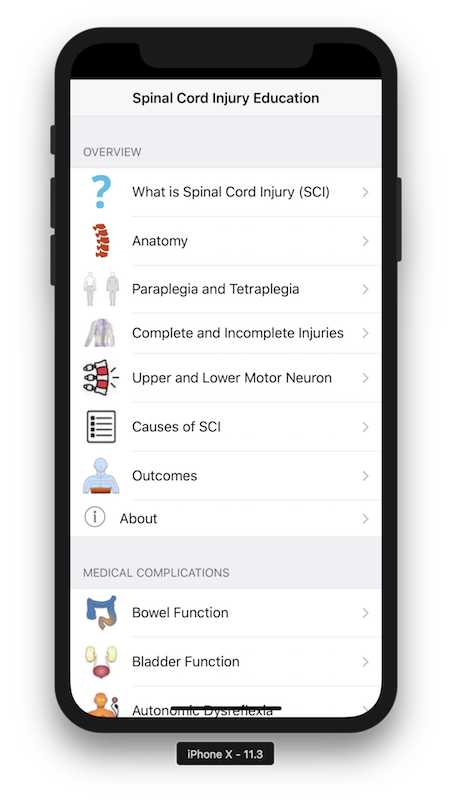 Spinal Cord Injury Education
OVERVIEW
What is Spinal Cord Injury (SCI)
Anatomy
Paraplegia and Tetraplegia
Complete and Incomplete Injuries
Upper and Lower Motor Neuron
Causes of SCI
Outcomes
About
MEDICAL COMPLICATIONS
Bowel Function
Bladder Function
Autonomic Dysreflexia
iPhone X - 11.3